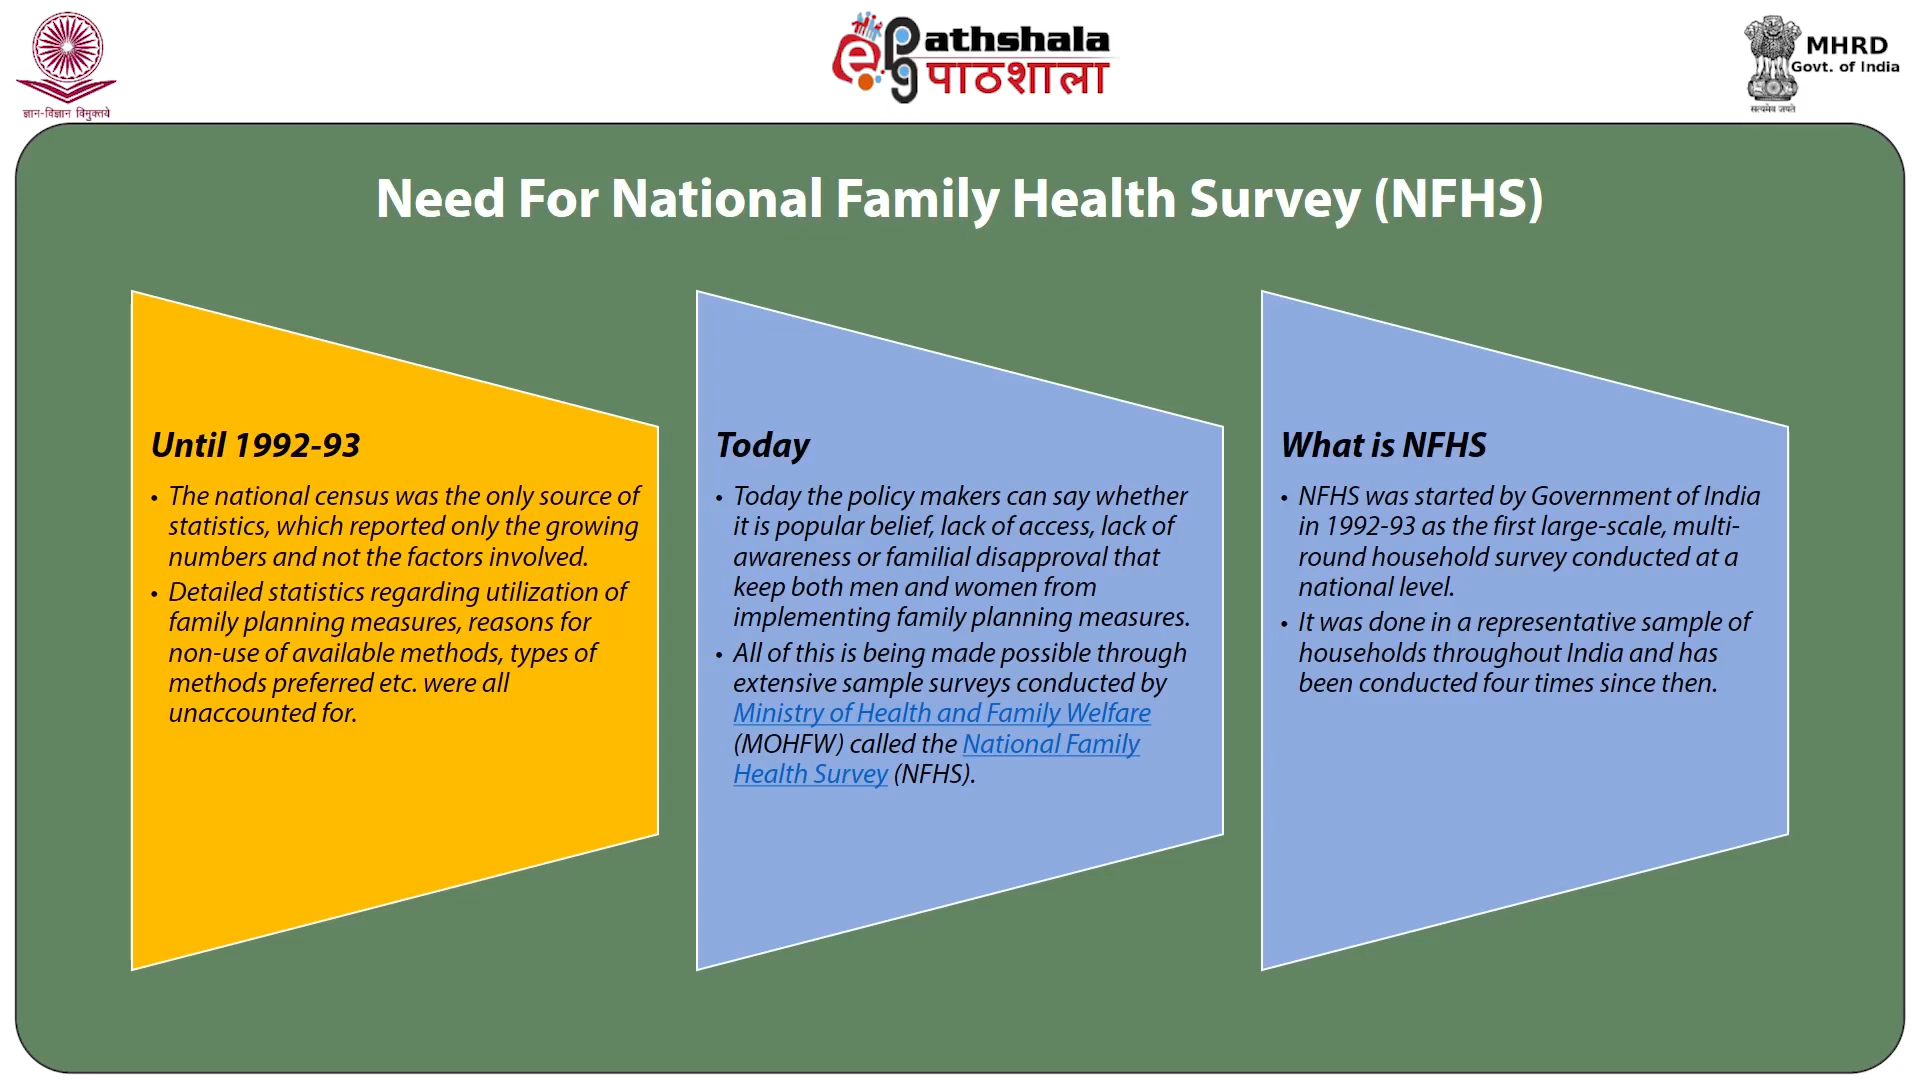 ज्ञान-विज्ञान विमुक्तये
e Pg athshala
पाठशाला
MHRD
Govt. of India
सत्यमेव जयते
Need For National Family Health Survey (NFHS)
Until 1992-93
• The national census was the only source of
statistics, which reported only the growing
numbers and not the factors involved.
• Detailed statistics regarding utilization of
family planning measures, reasons for
non-use of available methods, types of
methods preferred etc. were all
unaccounted for.
Today
• Today the policy makers can say whether
it is popular belief, lack of access, lack of
awareness or familial disapproval that
keep both men and women from
implementing family planning measures.
• All of this is being made possible through
extensive sample surveys conducted by
Ministry of Health and Family Welfare
(MOHFW) called the National Family
Health Survey (NFHS).
What is NFHS
• NFHS was started by Government of India
in 1992-93 as the first large-scale, multi-
round household survey conducted at a
national level.
• It was done in a representative sample of
households throughout India and has
been conducted four times since then.